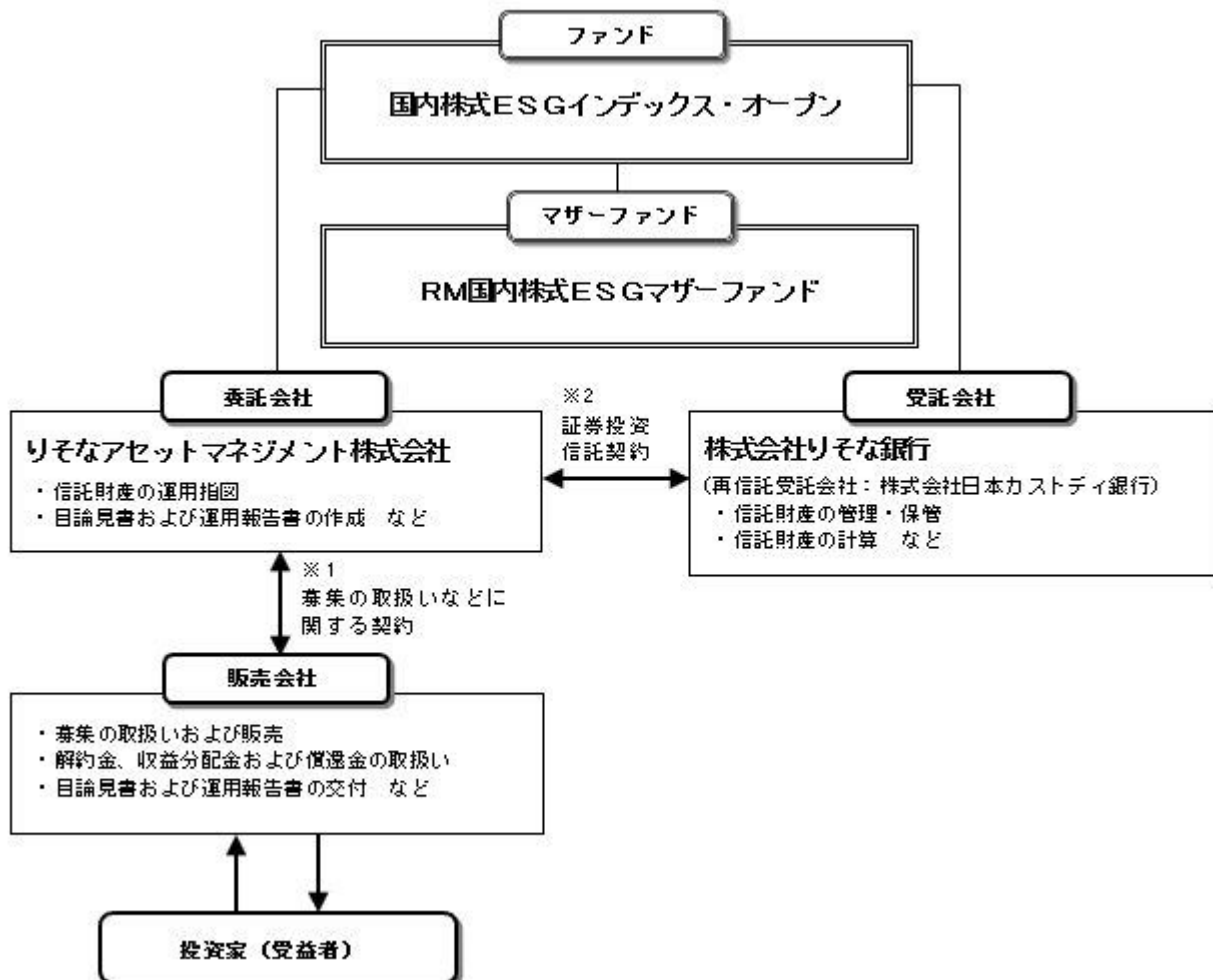 ファンド
国内株式ESGインデックス・オープン
マザーファンド
RM国内株式ESGマザーファンド
委託会社
りそなアセットマネジメント株式会社
・信託財産の運用指図
・目論見書および運用報告書の作成 など
※2
証券投資
信託契約
受託会社
株式会社りそな銀行
(再信託受託会社:株式会社日本カストディ銀行)
・信託財産の管理・保管
・信託財産の計算 など
※1
募集の取扱いなどに
関する契約
販売会社
・募集の取扱いおよび販売
・解約金、収益分配金および償還金の取扱い
・目論見書および運用報告書の交付 など
投資家(受益者)